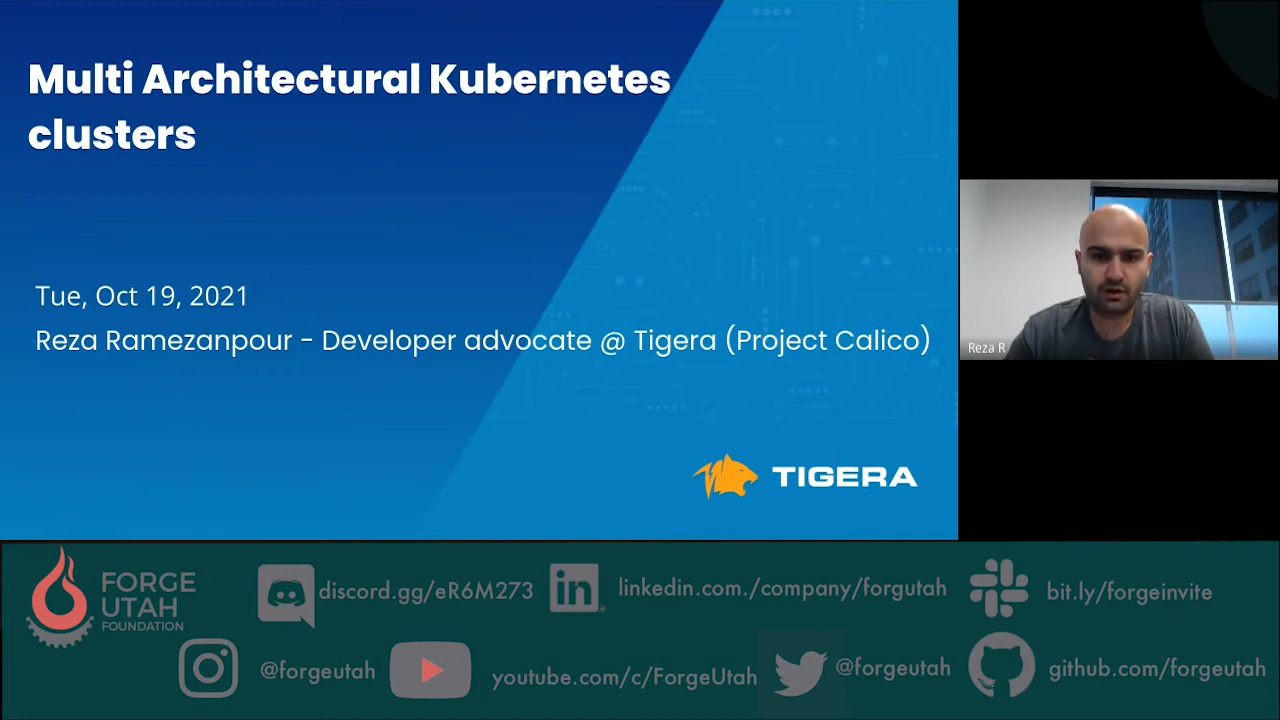 Multi Architectural Kubernetes
clusters
Tue, Oct 19, 2021
Reza Ramezanpour - Developer advocate @ Tigera (Project Calico)
TIGERA
Reza R
FORGE
UTAH
FOUNDATION
discord.gg/eR6M273
in
linkedin.com./company/forgutah
bit.ly/forgeinvite
@forgeutah
youtube.com/c/ForgeUtah
@forgeutah
github.com/forgeutah